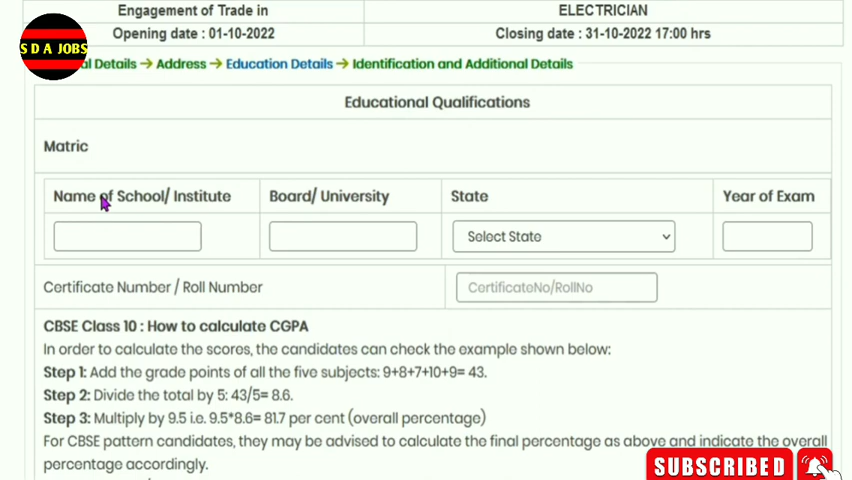 Engagement of Trade in ELECTRICIAN
Opening date : 01-10-2022 Closing date : 31-10-2022 17:00 hrs
S D A JOBS
Details → Address → Education Details → Identification and Additional Details
Educational Qualifications
Matric
Name of School/ Institute Board/ University State Year of Exam
Select State
Certificate Number / Roll Number CertificateNo/RollNo
CBSE Class 10 : How to calculate CGPA
In order to calculate the scores, the candidates can check the example shown below:
Step 1: Add the grade points of all the five subjects: 9+8+7+10+9= 43.
Step 2: Divide the total by 5: 43/5= 8.6.
Step 3: Multiply by 9.5 i.e. 9.5*8.6= 81.7 per cent (overall percentage)
For CBSE pattern candidates, they may be advised to calculate the final percentage as above and indicate the overall
percentage accordingly.
SUBSCRIBED